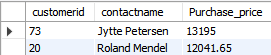 customerid contactname Purchase_price
73 Jytte Petersen 13195
20 Roland Mendel 12041.65